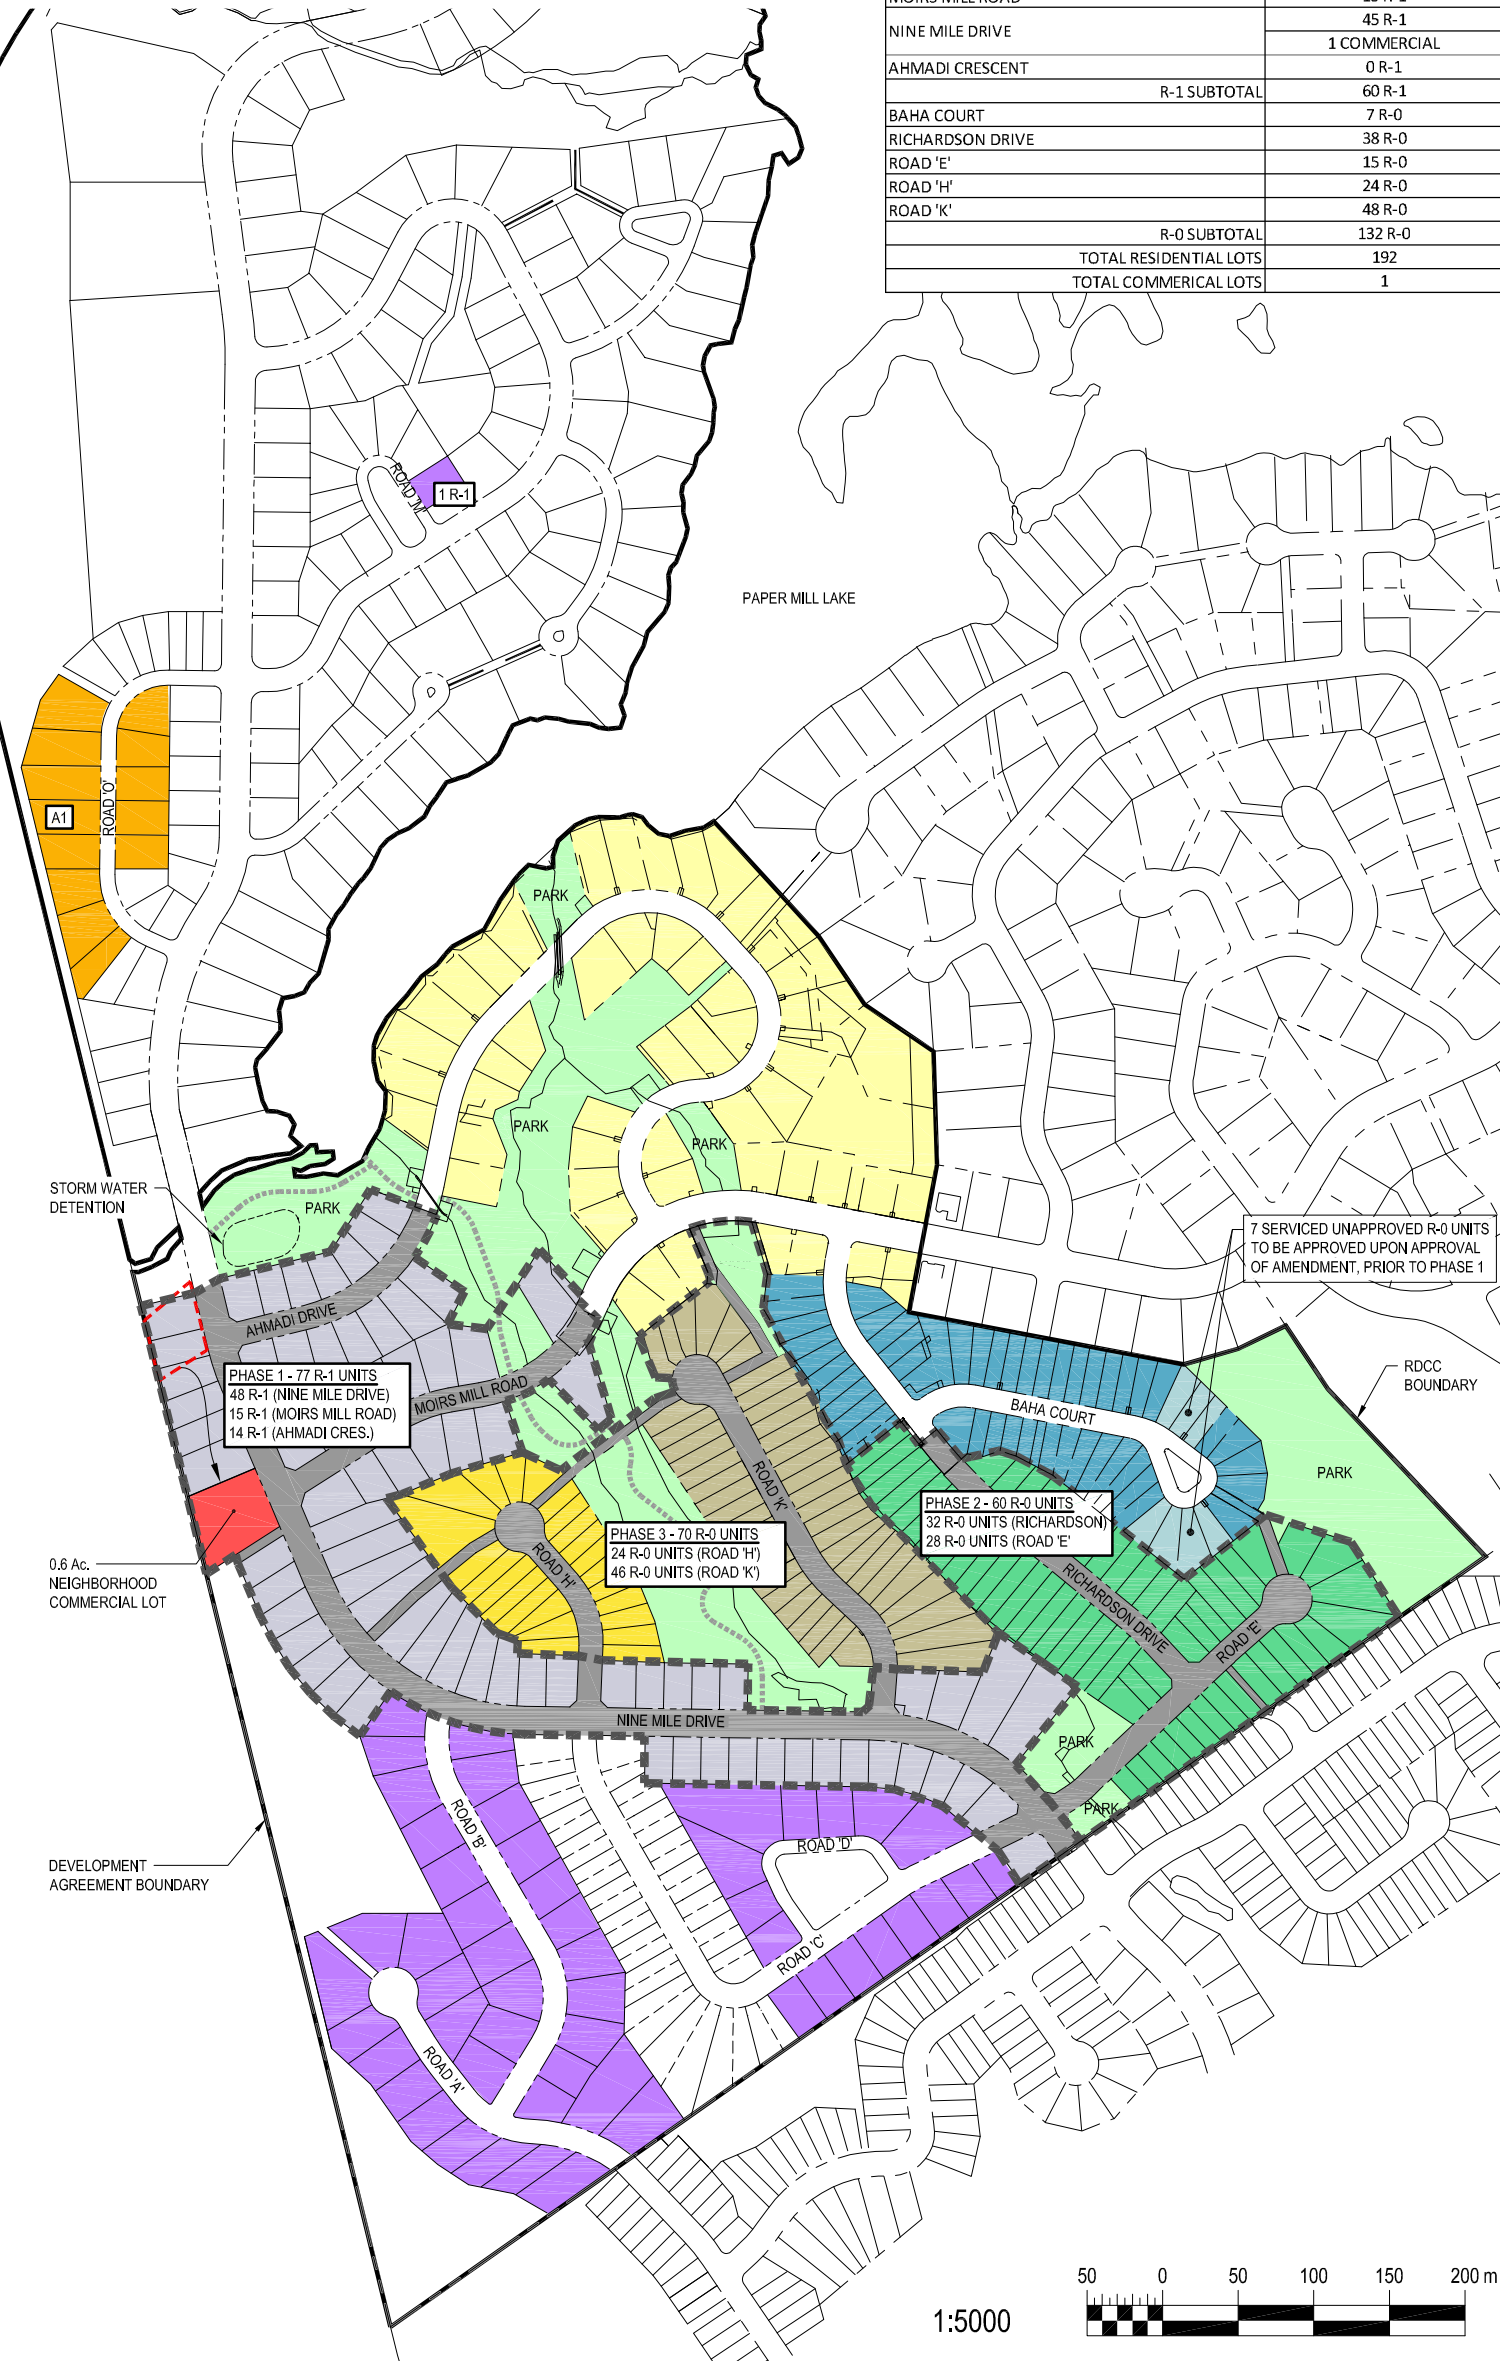 MOIRS MILL ROAD
NINE MILE DRIVE 45 R-1
1 COMMERCIAL
AHMADI CRESCENT 0 R-1
R-1 SUBTOTAL 60 R-1
BAHA COURT 7 R-0
RICHARDSON DRIVE 38 R-0
ROAD 'E' 15 R-0
ROAD 'H' 24 R-0
ROAD 'K' 48 R-0
R-0 SUBTOTAL 132 R-0
TOTAL RESIDENTIAL LOTS 192
TOTAL COMMERICAL LOTS 1
ROAD 'M'
1 R-1
PAPER MILL LAKE
ROAD 'O'
A1
PARK
PARK
PARK
STORM WATER
DETENTION
PARK
7 SERVICED UNAPPROVED R-0 UNITS
TO BE APPROVED UPON APPROVAL
OF AMENDMENT, PRIOR TO PHASE 1
AHMADI DRIVE
PHASE 1 - 77 R-1 UNITS
48 R-1 (NINE MILE DRIVE)
15 R-1 (MOIRS MILL ROAD)
14 R-1 (AHMADI CRES.)
MOIRS MILL ROAD
RDCC
BOUNDARY
BAHA COURT
PARK
ROAD 'K'
PHASE 2 - 60 R-0 UNITS
32 R-0 UNITS (RICHARDSON)
28 R-0 UNITS (ROAD 'E'
PHASE 3 - 70 R-0 UNITS
24 R-0 UNITS (ROAD 'H')
46 R-0 UNITS (ROAD 'K')
ROAD 'H'
0.6 Ac.
NEIGHBORHOOD
COMMERCIAL LOT
RICHARDSON DRIVE
ROAD 'E'
NINE MILE DRIVE
PARK
PARK
ROAD 'B'
ROAD 'D'
DEVELOPMENT
AGREEMENT BOUNDARY
ROAD 'C'
ROAD 'A'
50 0 50 100 150 200 m
1:5000